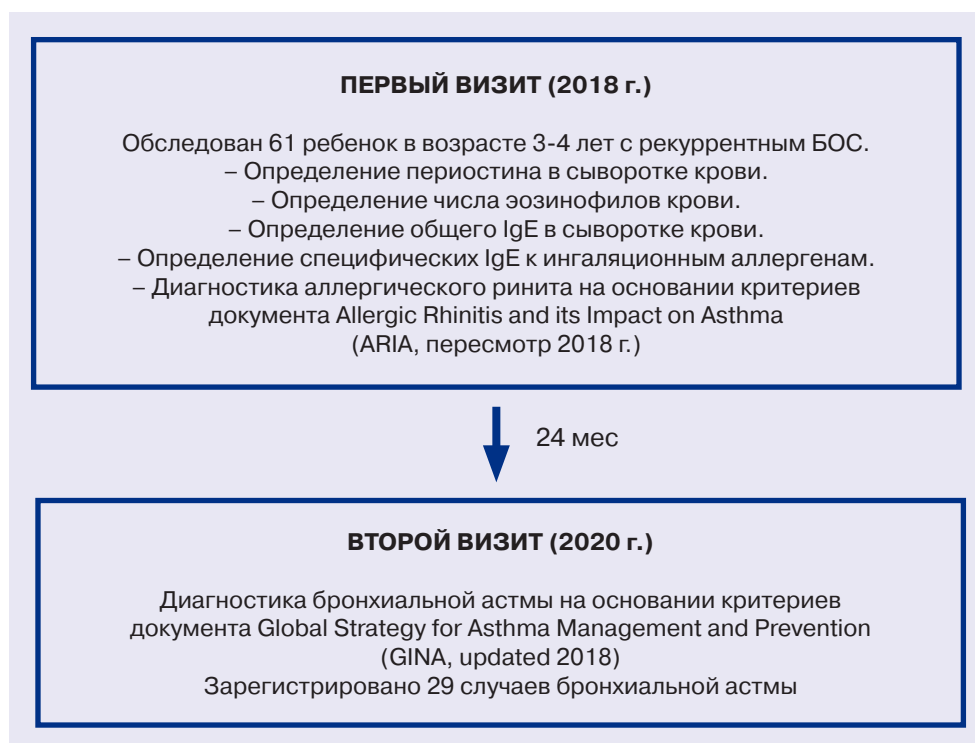 ПЕРВЫЙ ВИЗИТ (2018 г.)
Обследован 61 ребенок в возрасте 3-4 лет с рекуррентным БОС.
– Определение периостина в сыворотке крови.
– Определение числа эозинофилов крови.
– Определение общего IgE в сыворотке крови.
– Определение специфических IgE к ингаляционным аллергенам.
– Диагностика аллергического ринита на основании критериев
документа Allergic Rhinitis and its Impact on Asthma
(ARIA, пересмотр 2018 г.)
24 мес
ВТОРОЙ ВИЗИТ (2020 г.)
Диагностика бронхиальной астмы на основании критериев
документа Global Strategy for Asthma Management and Prevention
(GINA, updated 2018)
Зарегистрировано 29 случаев бронхиальной астмы